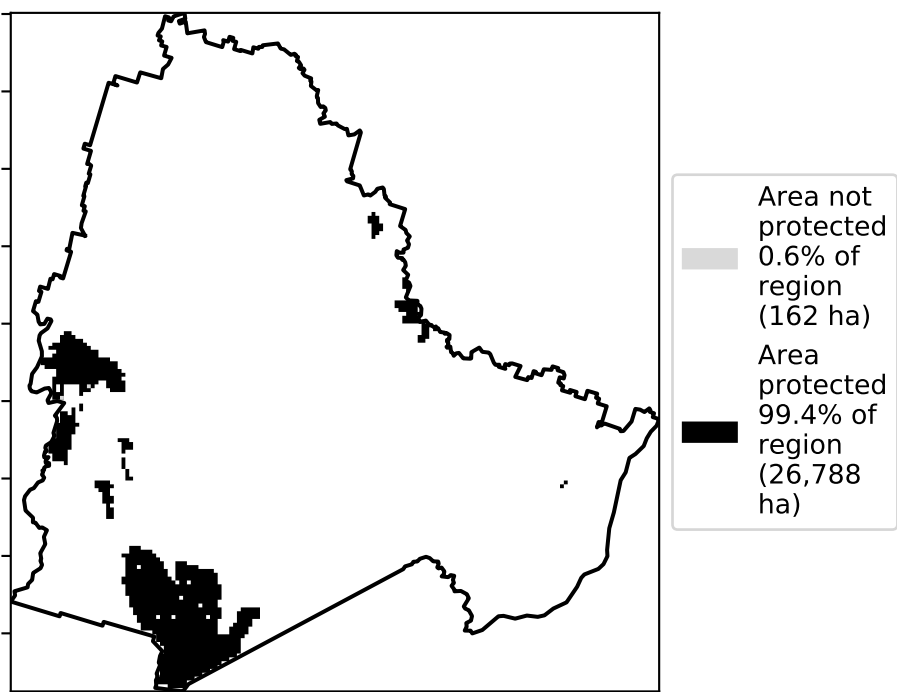 Area not
protected
0.6% of
region
(162 ha)
Area
protected
99.4% of
region
(26,788
ha)